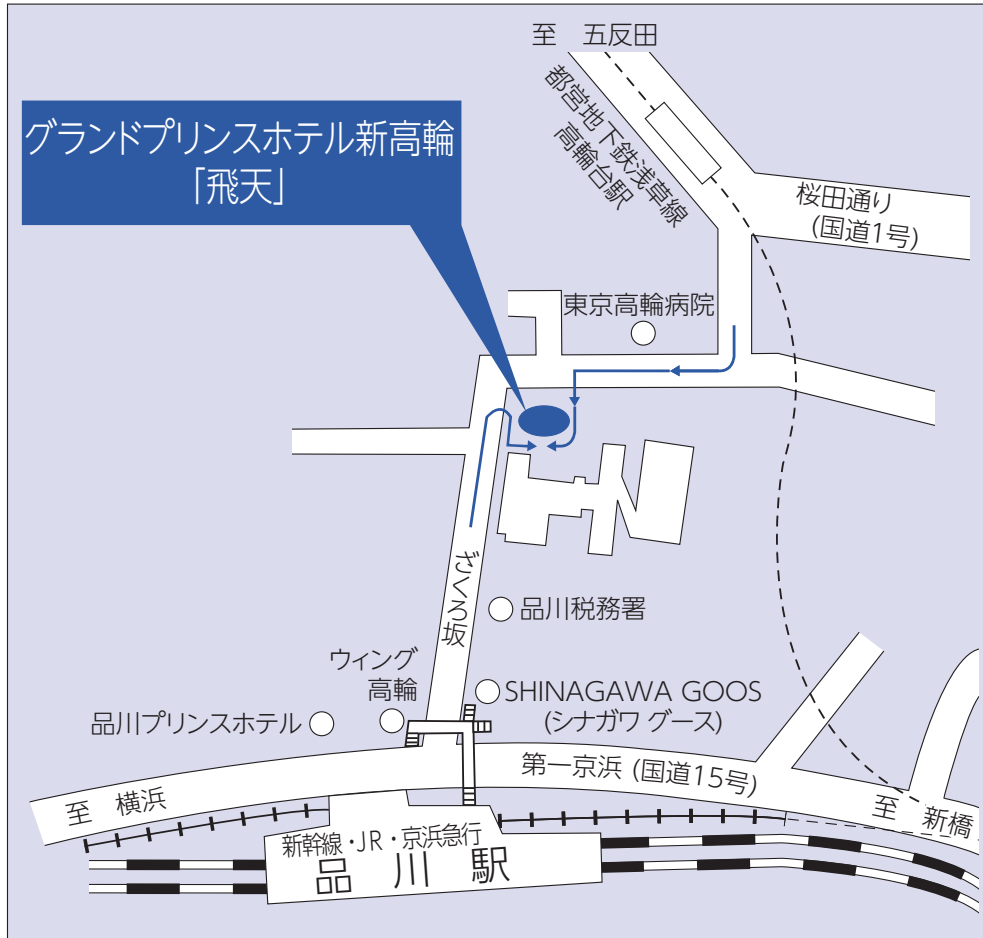 至 五反田
グランドプリンスホテル新高輪
「飛天」
都営地下鉄浅草線
高輪台駅
桜田通り
(国道1号)
東京高輪病院
ざくろ坂
品川税務署
ウィング
高輪
SHINAGAWA GOOS
(シナガワ グース)
品川プリンスホテル
第一京浜 (国道15号)
至 横浜
至 新橋
新幹線・JR・京浜急行
品川駅